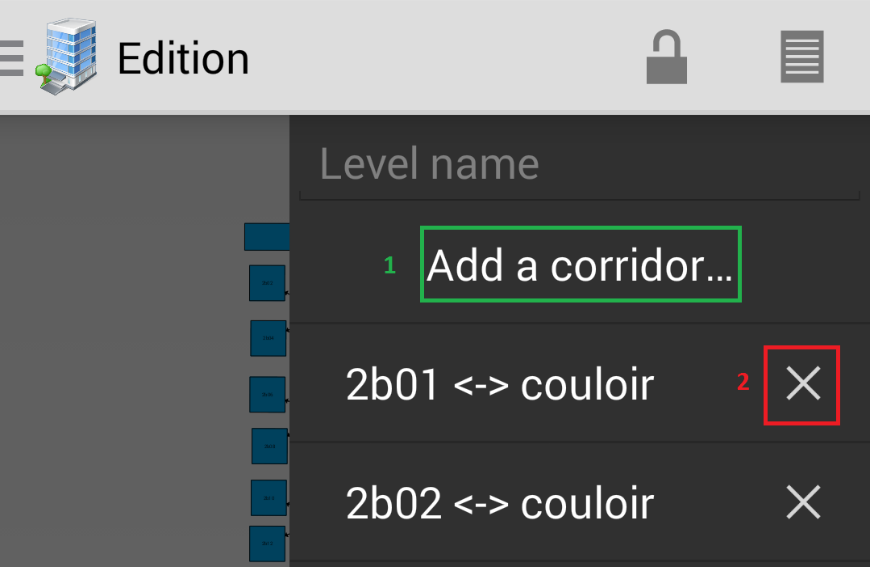 Edition
Level name
1 Add a corridor...
2b01 <-> couloir 2
2b02 <-> couloir